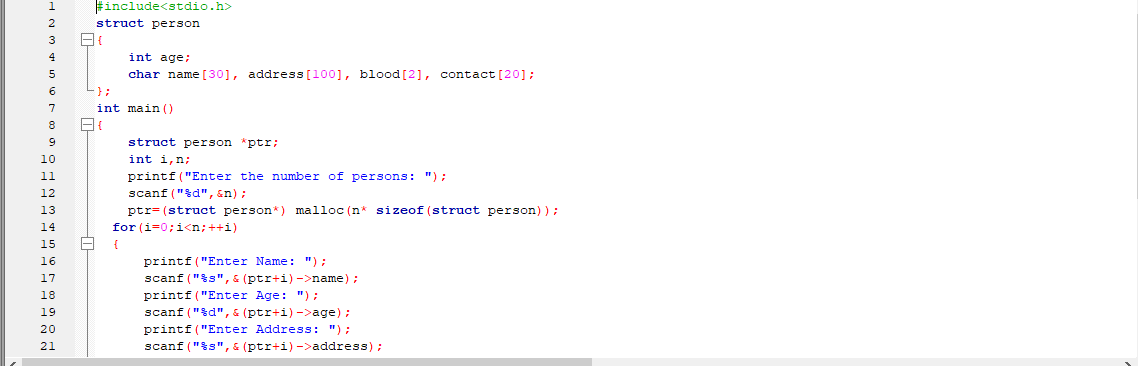 1 #include<stdio.h>
2 struct person
3 {
4 int age;
5 char name[30], address[100], blood[2], contact[20];
6 };
7 int main()
8 {
9 struct person *ptr;
10 int i,n;
11 printf("Enter the number of persons: ");
12 scanf("%d",&n);
13 ptr=(struct person*) malloc(n* sizeof(struct person));
14 for(i=0;i<n;++i)
15 {
16 printf("Enter Name: ");
17 scanf("%s",&(ptr+i)->name);
18 printf("Enter Age: ");
19 scanf("%d",&(ptr+i)->age);
20 printf("Enter Address: ");
21 scanf("%s",&(ptr+i)->address);